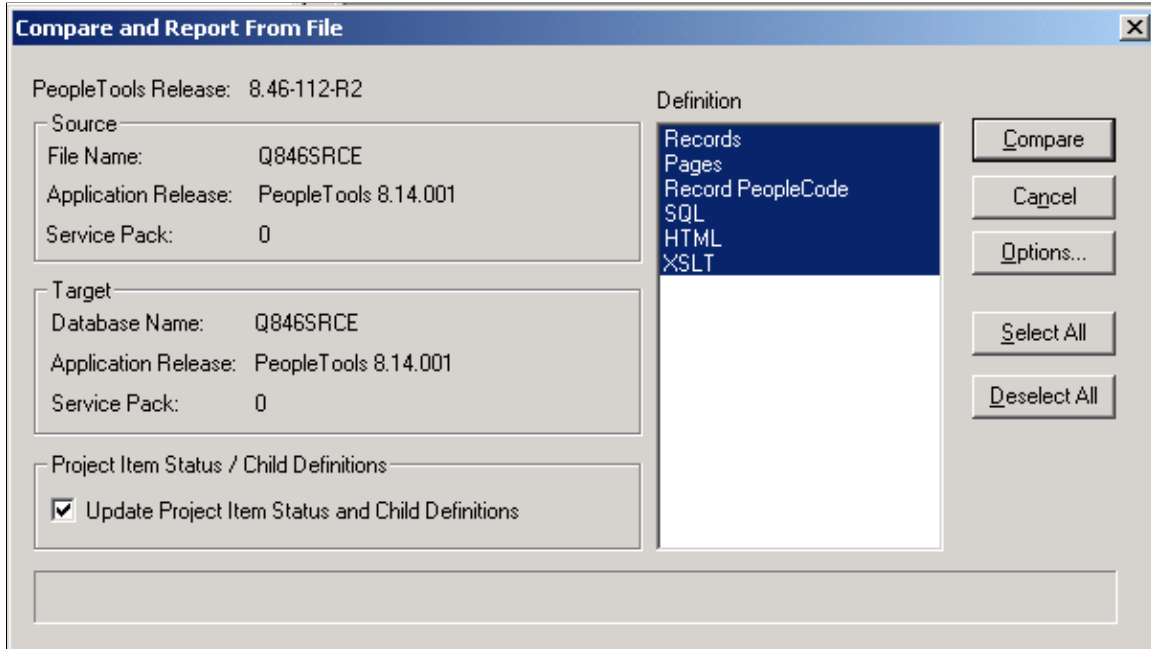 Compare and Report From File
PeopleTools Release: 8.46-112-R2
Source
File Name: Q846SRCE
Application Release: PeopleTools 8.14.001
Service Pack: 0
Target
Database Name: Q846SRCE
Application Release: PeopleTools 8.14.001
Service Pack: 0
Project Item Status / Child Definitions
Update Project Item Status and Child Definitions
Definition
Records
Pages
Record PeopleCode
SQL
HTML
XSLT
Compare
Cancel
Options...
Select All
Deselect All